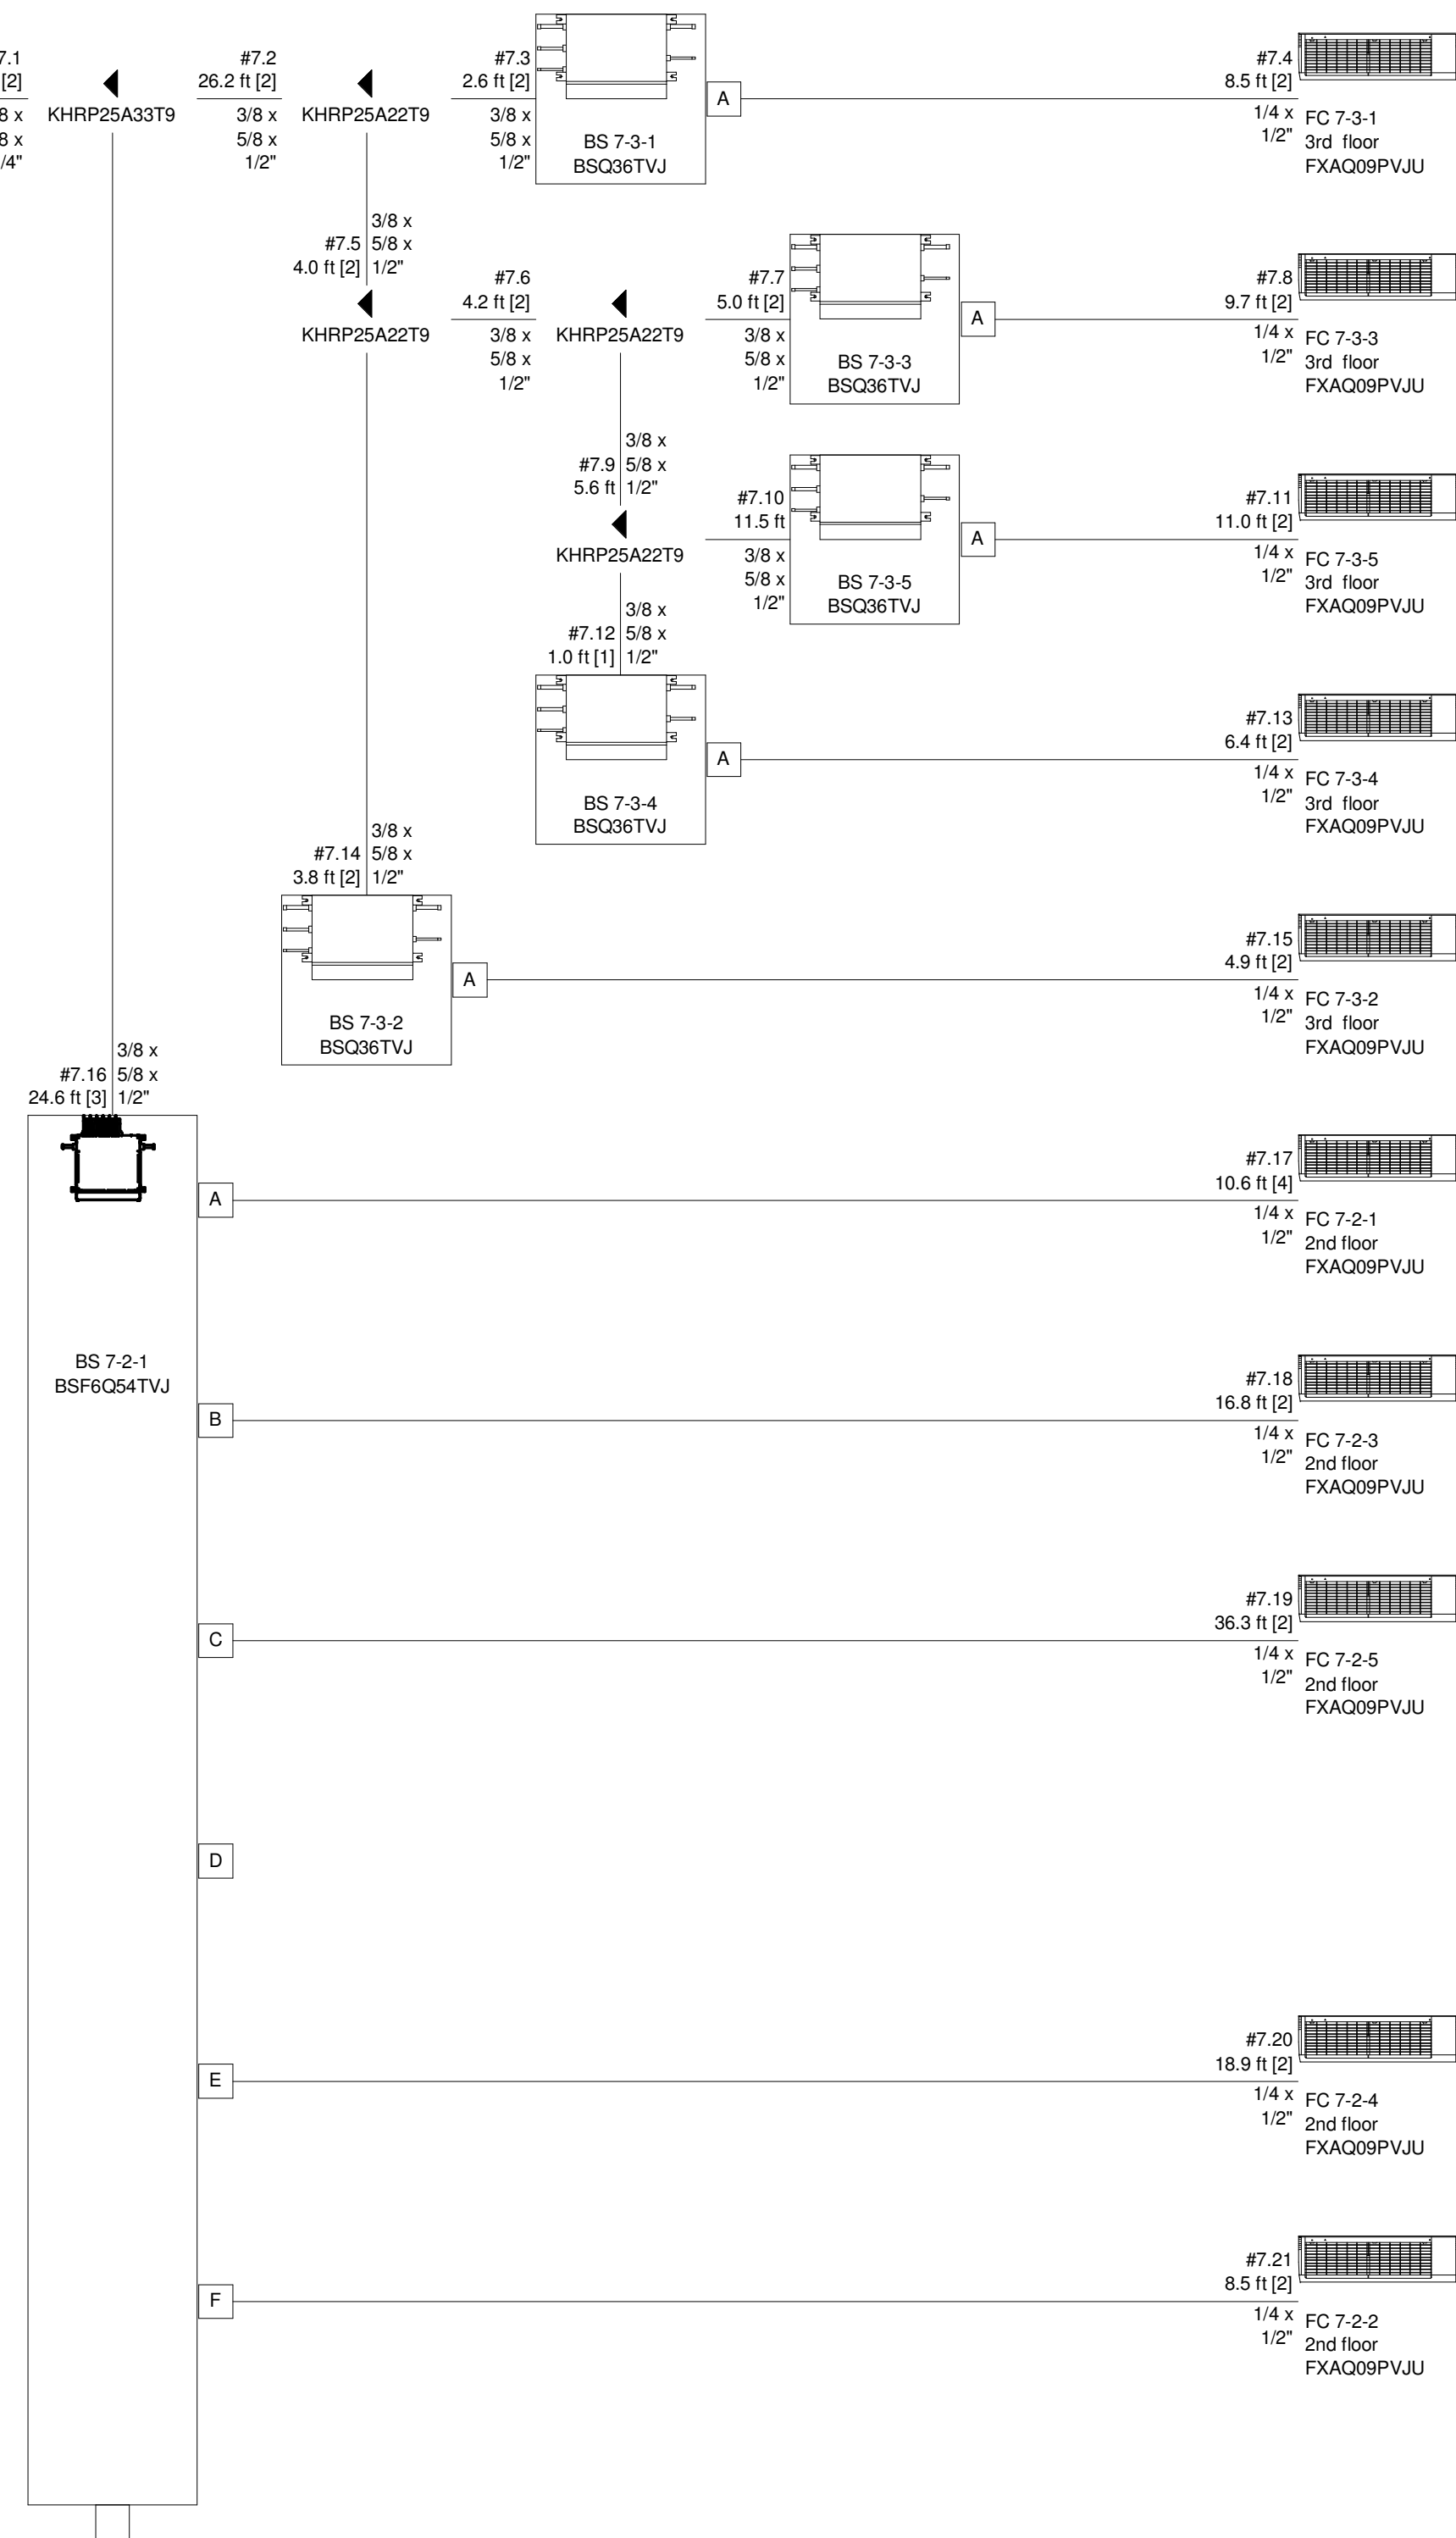 7.1
[2]
8 x
8 x
/4"
KHRP25A33T9
#7.2
26.2 ft [2]
3/8 x
5/8 x
1/2"
KHRP25A22T9
#7.3
2.6 ft [2]
3/8 x
5/8 x
1/2"
BS 7-3-1
BSQ36TVJ
A
#7.4
8.5 ft [2]
1/4 x
1/2"
FC 7-3-1
3rd floor
FXAQ09PVJU
#7.5
4.0 ft [2]
3/8 x
5/8 x
1/2"
KHRP25A22T9
#7.6
4.2 ft [2]
3/8 x
5/8 x
1/2"
KHRP25A22T9
#7.7
5.0 ft [2]
3/8 x
5/8 x
1/2"
BS 7-3-3
BSQ36TVJ
A
#7.8
9.7 ft [2]
1/4 x
1/2"
FC 7-3-3
3rd floor
FXAQ09PVJU
#7.9
5.6 ft
3/8 x
5/8 x
1/2"
KHRP25A22T9
#7.10
11.5 ft
3/8 x
5/8 x
1/2"
BS 7-3-5
BSQ36TVJ
A
#7.11
11.0 ft [2]
1/4 x
1/2"
FC 7-3-5
3rd floor
FXAQ09PVJU
#7.12
1.0 ft [1]
3/8 x
5/8 x
1/2"
BS 7-3-4
BSQ36TVJ
A
#7.13
6.4 ft [2]
1/4 x
1/2"
FC 7-3-4
3rd floor
FXAQ09PVJU
#7.14
3.8 ft [2]
3/8 x
5/8 x
1/2"
BS 7-3-2
BSQ36TVJ
A
#7.15
4.9 ft [2]
1/4 x
1/2"
FC 7-3-2
3rd floor
FXAQ09PVJU
#7.16
24.6 ft [3]
3/8 x
5/8 x
1/2"
BS 7-2-1
BSF6Q54TVJ
A
#7.17
10.6 ft [4]
1/4 x
1/2"
FC 7-2-1
2nd floor
FXAQ09PVJU
B
#7.18
16.8 ft [2]
1/4 x
1/2"
FC 7-2-3
2nd floor
FXAQ09PVJU
C
#7.19
36.3 ft [2]
1/4 x
1/2"
FC 7-2-5
2nd floor
FXAQ09PVJU
D
E
#7.20
18.9 ft [2]
1/4 x
1/2"
FC 7-2-4
2nd floor
FXAQ09PVJU
F
#7.21
8.5 ft [2]
1/4 x
1/2"
FC 7-2-2
2nd floor
FXAQ09PVJU